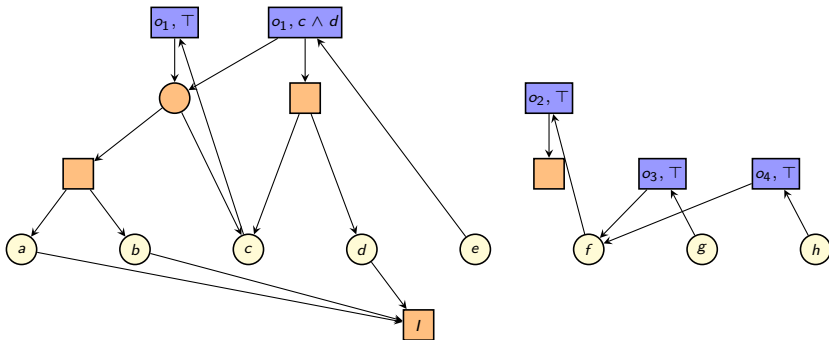 o₁, ⊤
o₁, c ∧ d
o₂, ⊤
o₃, ⊤
o₄, ⊤
a
b
c
d
e
f
g
h
I